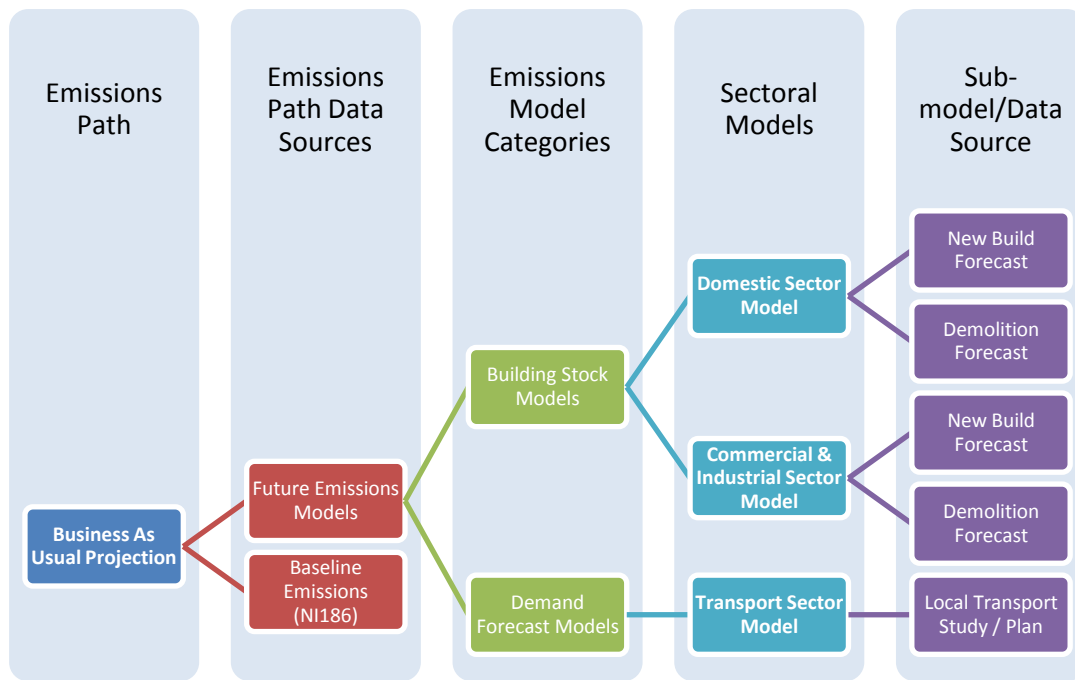 Emissions
Path
Emissions
Path Data
Sources
Emissions
Model
Categories
Sectoral
Models
Sub-
model/Data
Source
Business As
Usual Projection
Future Emissions
Models
Baseline
Emissions
(NI186)
Building Stock
Models
Demand
Forecast Models
Domestic Sector
Model
Commercial &
Industrial Sector
Model
Transport Sector
Model
New Build
Forecast
Demolition
Forecast
New Build
Forecast
Demolition
Forecast
Local Transport
Study / Plan